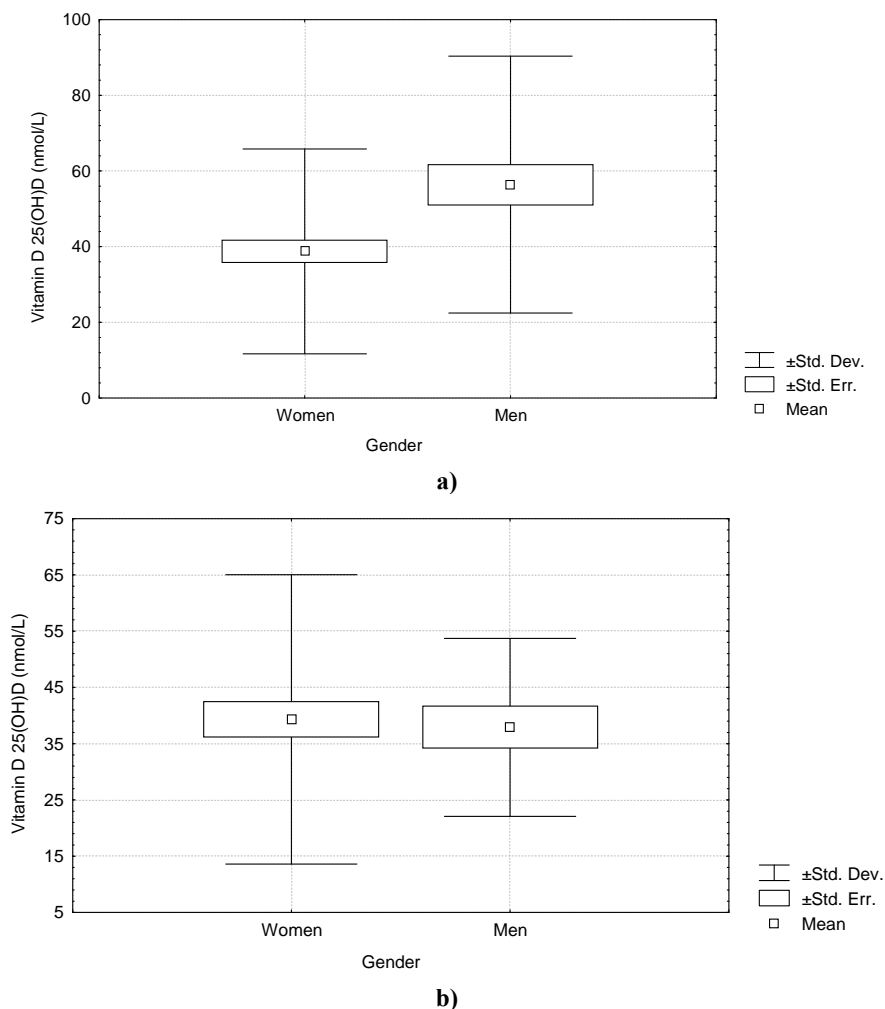 100
80
60
40
20
0
Vitamin D 25(OH)D (nmol/L)
Women
Men
Gender
±Std. Dev.
±Std. Err.
Mean
a)
75
65
55
45
35
25
15
5
Vitamin D 25(OH)D (nmol/L)
Women
Men
Gender
±Std. Dev.
±Std. Err.
Mean
b)